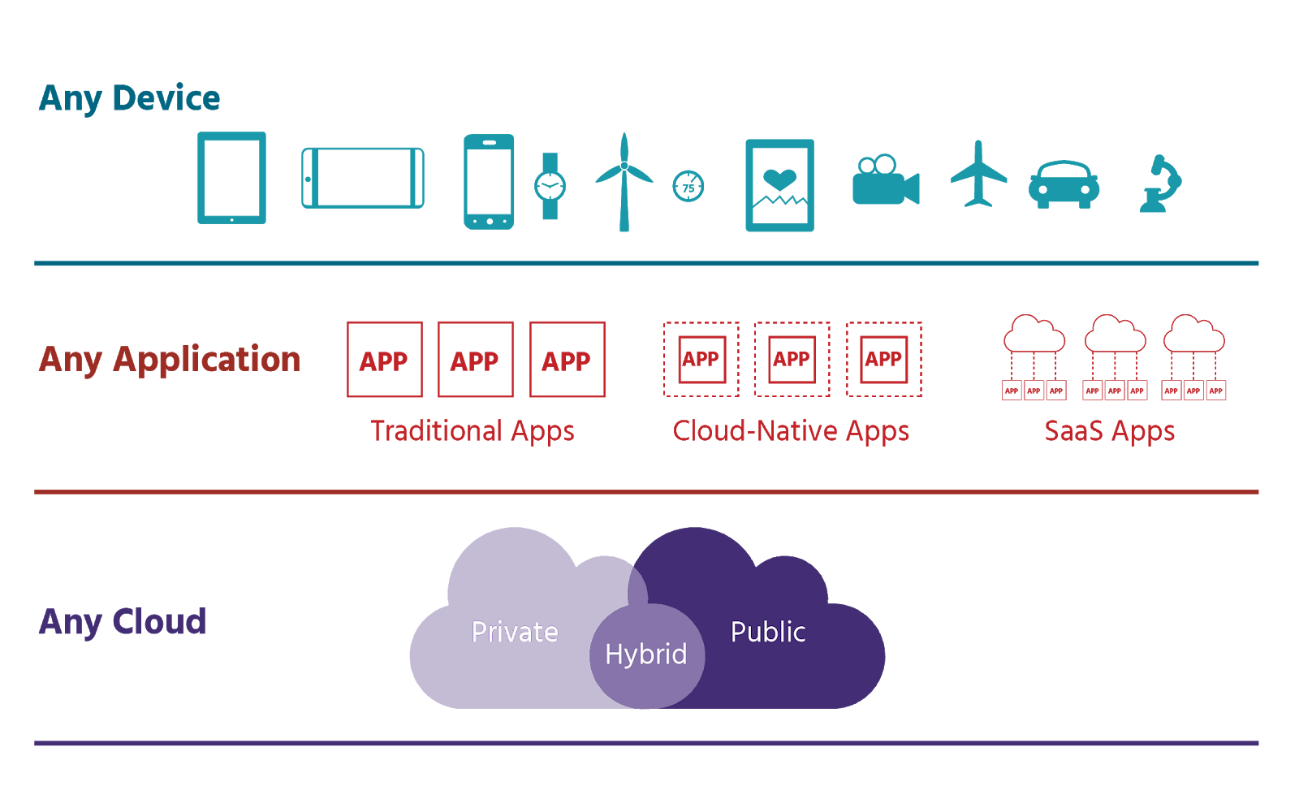 Any Device
75
Any Application
APP APP APP
APP APP APP
APP APP APP APP APP APP APP APP APP
Traditional Apps
Cloud-Native Apps
SaaS Apps
Any Cloud
Private
Hybrid
Public